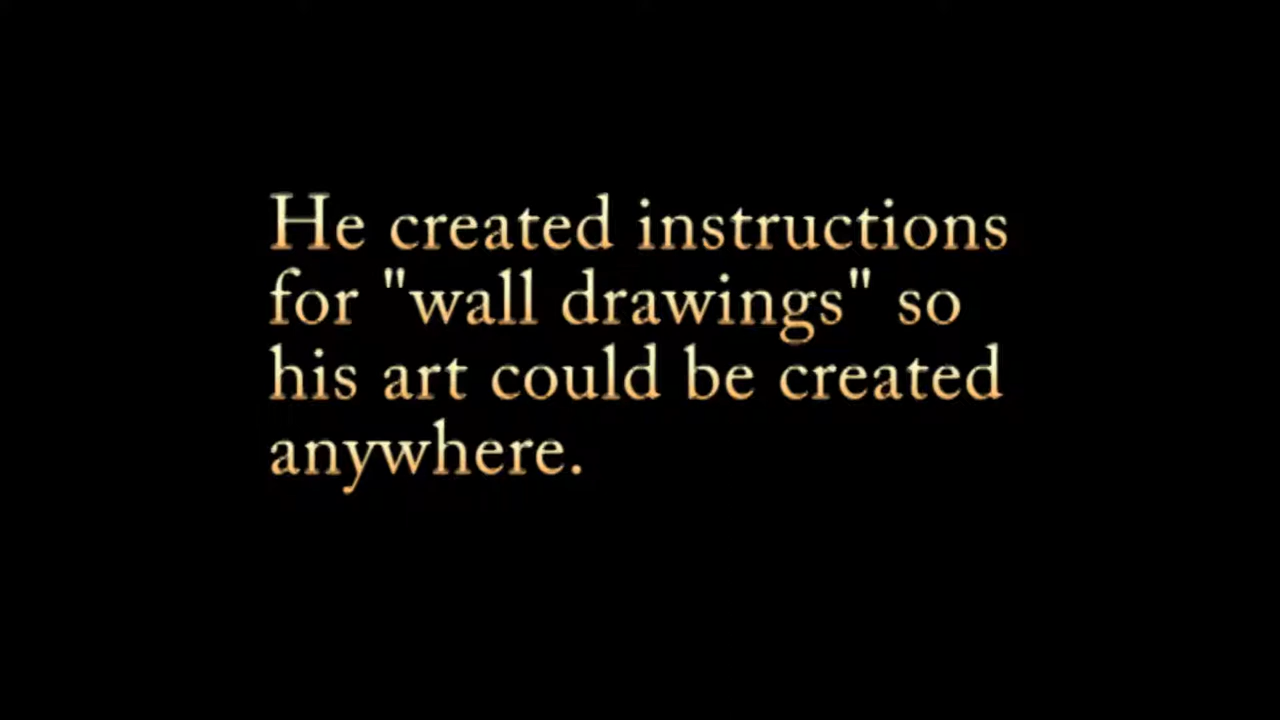 He created instructions
for "wall drawings" so
his art could be created
anywhere.